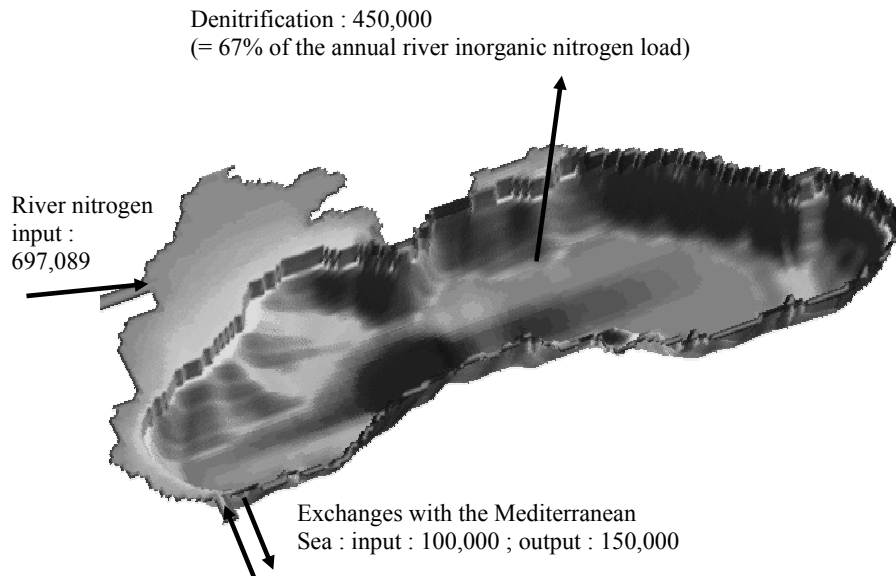 Denitrification : 450,000
(= 67% of the annual river inorganic nitrogen load)
River nitrogen
input :
697,089
Exchanges with the Mediterranean
Sea : input : 100,000 ; output : 150,000